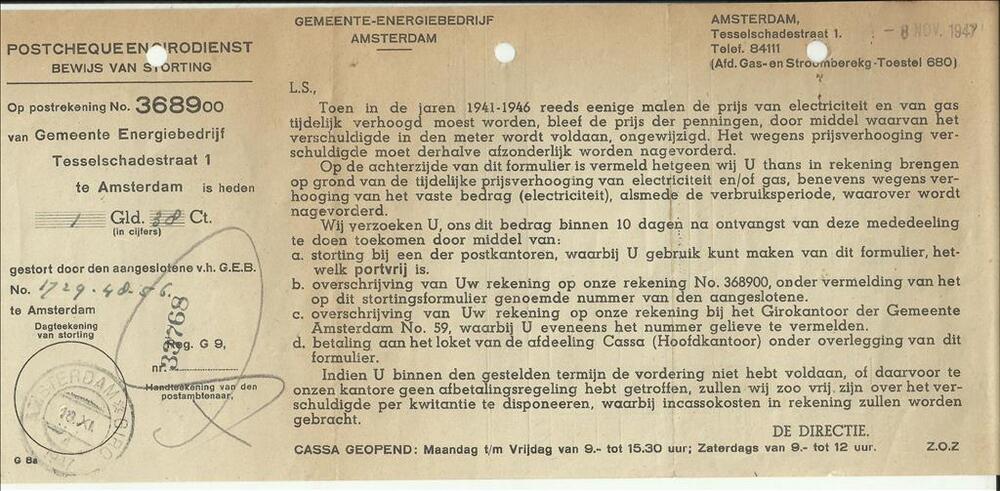 POSTCHEQUE EN GIRODIENST
BEWIJS VAN STORTING
Op postrekening No. 368900
van Gemeente Energiebedrijf
Tesselschadestraat 1
te Amsterdam is heden
1 Gld. 38 Ct.
(in cijfers)
gestort door den aangeslotene v.h. G.E.B.
No. 1729.48.56.
te Amsterdam
Dagteekening
van storting
Reg. G 9,
nr.
33768
Handteekening van den
postambtenaar,
AMSTERDAM GIRO
18.XI
G 8a
GEMEENTE-ENERGIEBEDRIJF
AMSTERDAM
AMSTERDAM,
Tesselschadestraat 1.
Telef. 84111
(Afd. Gas- en Stroombereκg-Toestel 680)
- 8 NOV. 1947
L.S.,
Toen in de jaren 1941-1946 reeds eenige malen de prijs van electriciteit en van gas
tijdelijk verhoogd moest worden, bleef de prijs der penningen, door middel waarvan het
verschuldigde in den meter wordt voldaan, ongewijzigd. Het wegens prijsverhooging ver-
schuldigde moet derhalve afzonderlijk worden nagevorderd.
Op de achterzijde van dit formulier is vermeld hetgeen wij U thans in rekening brengen
op grond van de tijdelijke prijsverhooging van electriciteit en/of gas, benevens wegens ver-
hooging van het vaste bedrag (electriciteit), alsmede de verbruiksperiode, waarover wordt
nagevorderd.
Wij verzoeken U, ons dit bedrag binnen 10 dagen na ontvangst van deze mededeeling
te doen toekomen door middel van:
a. storting bij een der postkantoren, waarbij U gebruik kunt maken van dit formulier, het-
welk portvrij is.
b. overschrijving van Uw rekening op onze rekening No. 368900, onder vermelding van het
op dit stortingsformulier genoemde nummer van den aangeslotene.
c. overschrijving van Uw rekening op onze rekening bij het Girokantoor der Gemeente
Amsterdam No. 59, waarbij U eveneens het nummer gelieve te vermelden.
d. betaling aan het loket van de afdeeling Cassa (Hoofdkantoor) onder overlegging van dit
formulier.
Indien U binnen den gestelden termijn de vordering niet hebt voldaan, of daarvoor te
onzen kantore geen afbetalingsregeling hebt getroffen, zullen wij zoo vrij zijn over het ver-
schuldigde per kwitantie te disponeeren, waarbij incassokosten in rekening zullen worden
gebracht.
DE DIRECTIE.
CASSA GEOPEND: Maandag t/m Vrijdag van 9.- tot 15.30 uur; Zaterdags van 9.- tot 12 uur.
Z.O.Z